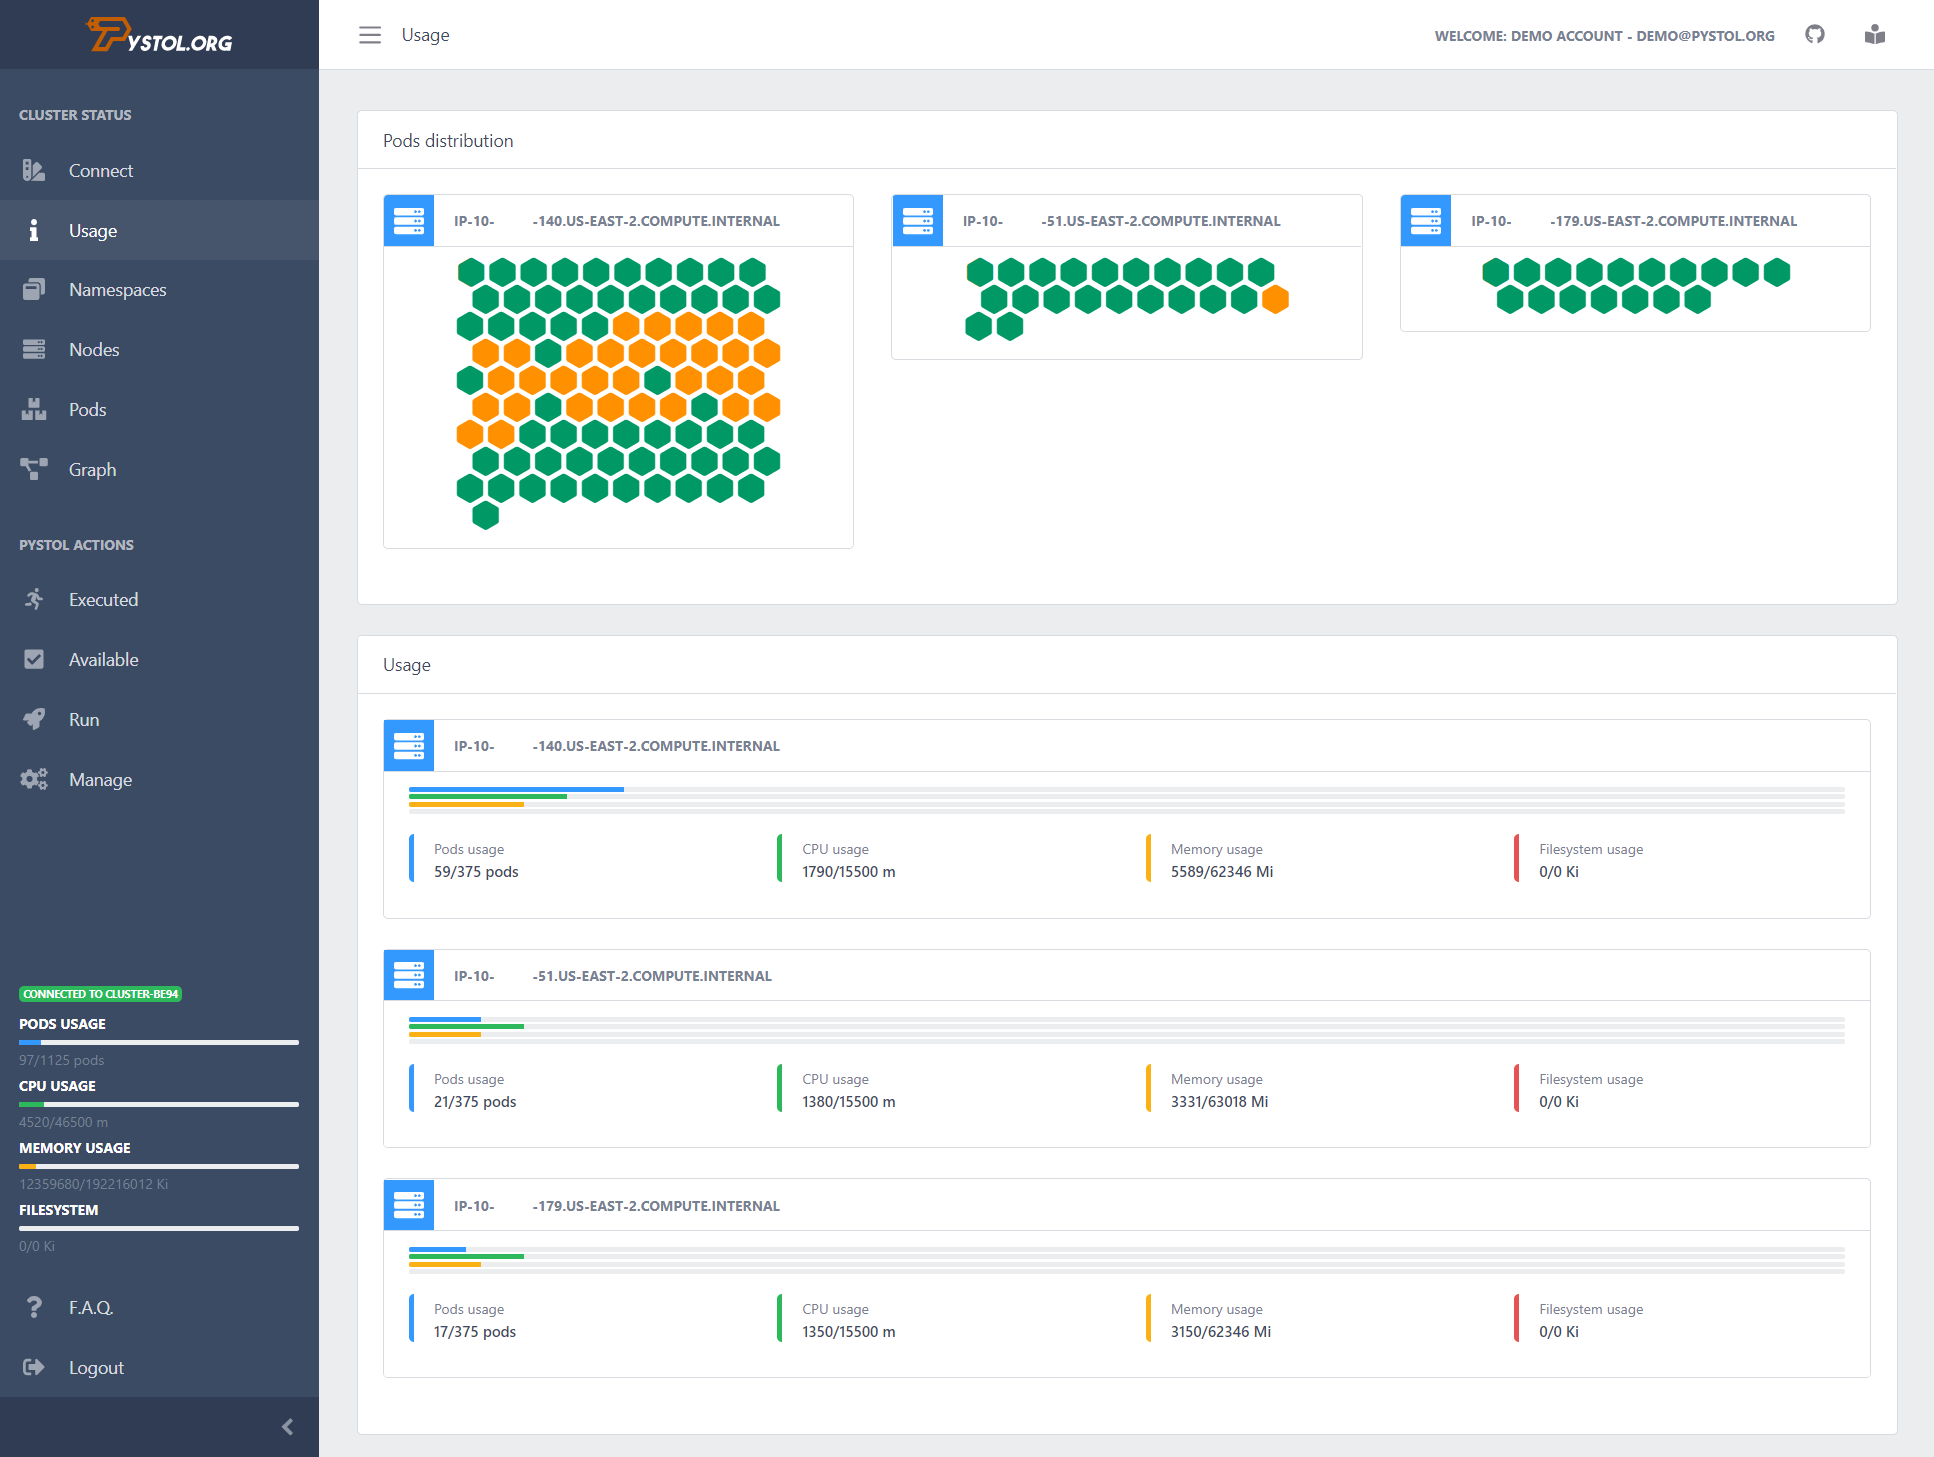 PYSTOL.ORG
Usage
WELCOME: DEMO ACCOUNT - DEMO@PYSTOL.ORG
CLUSTER STATUS
Connect
Usage
Namespaces
Nodes
Pods
Graph
PYSTOL ACTIONS
Executed
Available
Run
Manage
CONNECTED TO CLUSTER-BE94
PODS USAGE
97/1125 pods
CPU USAGE
4520/46500 m
MEMORY USAGE
12359680/192216012 Ki
FILESYSTEM
0/0 Ki
F.A.Q.
Logout
Pods distribution
IP-10- -140.US-EAST-2.COMPUTE.INTERNAL
IP-10- -51.US-EAST-2.COMPUTE.INTERNAL
IP-10- -179.US-EAST-2.COMPUTE.INTERNAL
Usage
IP-10- -140.US-EAST-2.COMPUTE.INTERNAL
Pods usage
59/375 pods
CPU usage
1790/15500 m
Memory usage
5589/62346 Mi
Filesystem usage
0/0 Ki
IP-10- -51.US-EAST-2.COMPUTE.INTERNAL
Pods usage
21/375 pods
CPU usage
1380/15500 m
Memory usage
3331/63018 Mi
Filesystem usage
0/0 Ki
IP-10- -179.US-EAST-2.COMPUTE.INTERNAL
Pods usage
17/375 pods
CPU usage
1350/15500 m
Memory usage
3150/62346 Mi
Filesystem usage
0/0 Ki